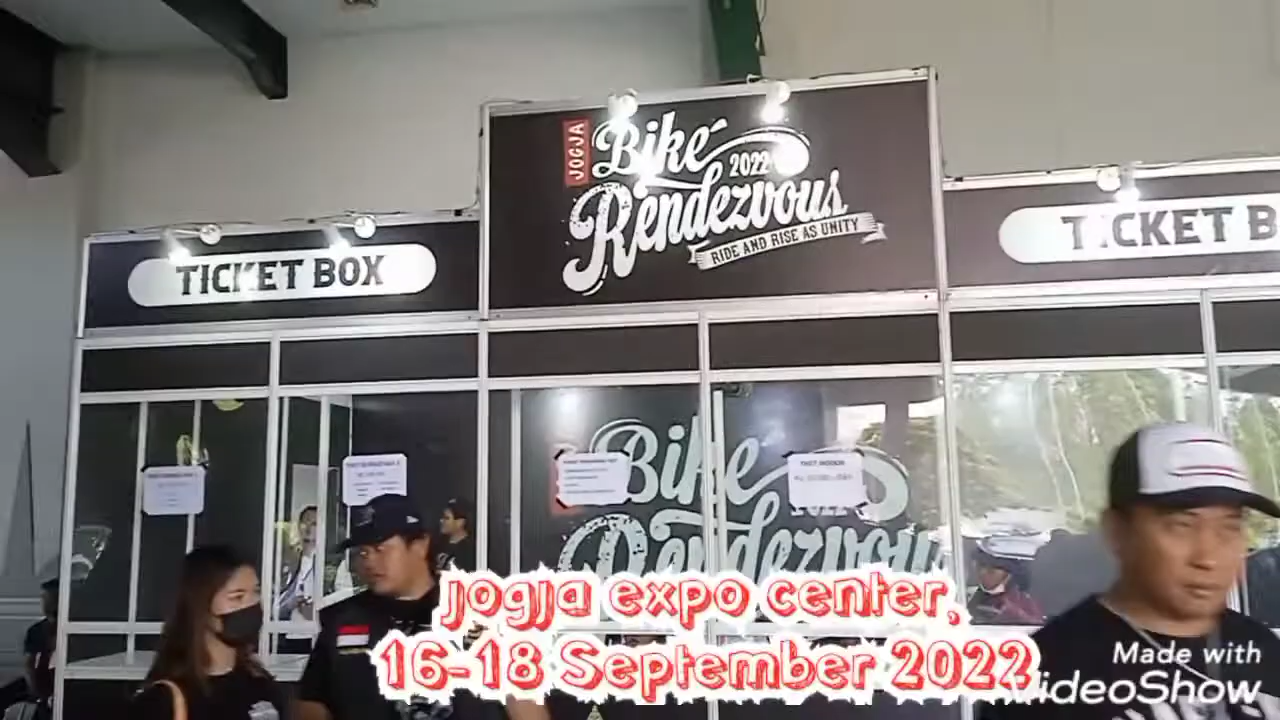 JOGJA
Bike
2022
Rendezvous
RIDE AND RISE AS UNITY
TICKET BOX
TICKET B
Bike
Rendezvou
Jogja expo center,
16-18 September 2022
Made with
VideoShow